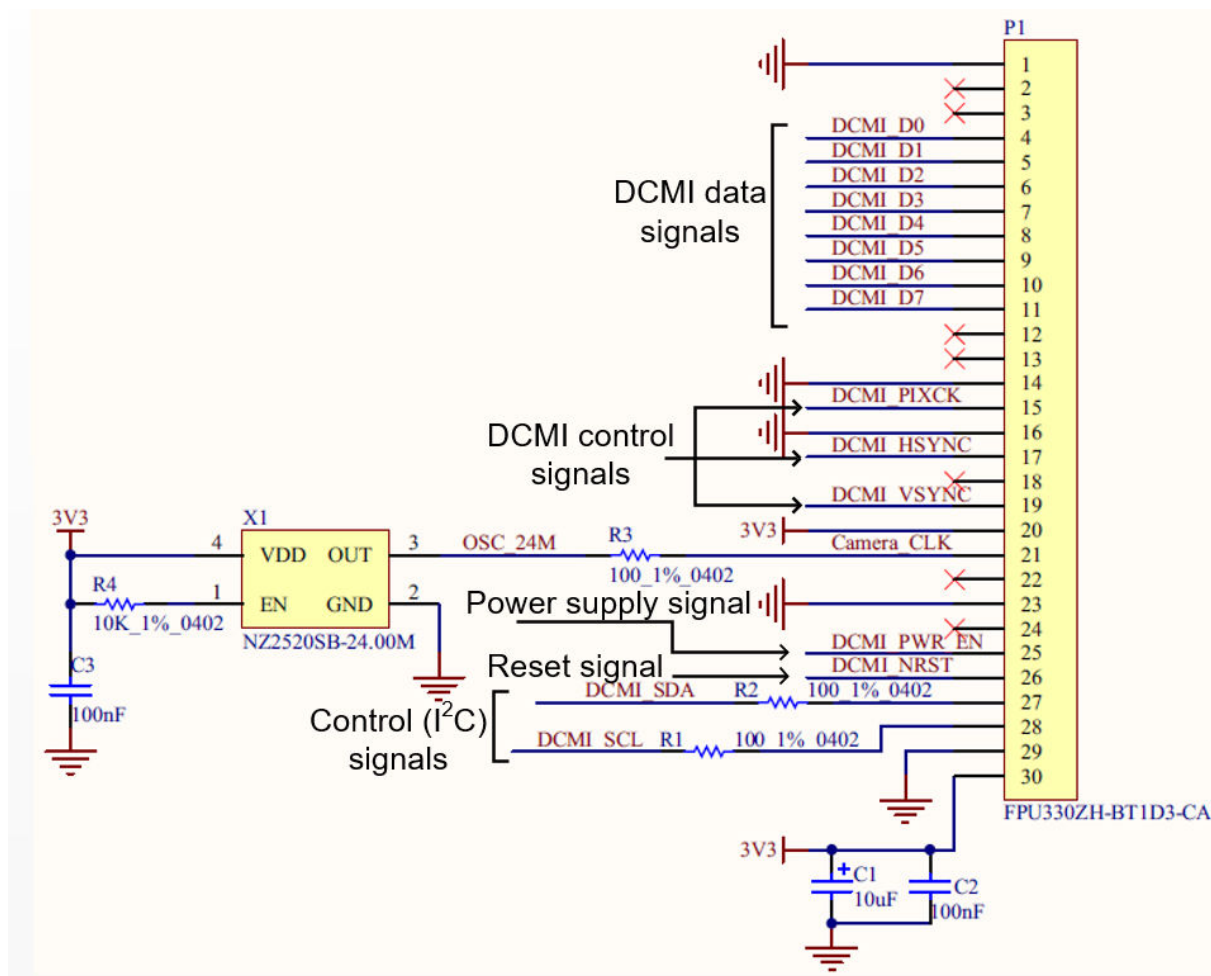 P1
1
2
3
DCMI_D0
4
DCMI_D1
5
DCMI data
signals
DCMI_D2
6
DCMI_D3
7
DCMI_D4
8
DCMI_D5
9
DCMI_D6
10
DCMI_D7
11
12
13
14
DCMI_PIXCK
15
DCMI control
signals
16
DCMI_HSYNC
17
18
DCMI_VSYNC
19
3V3
20
3V3
X1
4
VDD OUT
3
OSC_24M
R3
100_1%_0402
Camera_CLK
21
22
R4
10K_1%_0402
1
EN GND
2
NZ2520SB-24.00M
C3
100nF
Power supply signal
23
24
DCMI_PWR_EN
25
Reset signal
DCMI_NRST
26
Control (I²C)
signals
DCMI_SDA R2 100_1%_0402
27
DCMI_SCL R1 100_1%_0402
28
29
30
FPU330ZH-BT1D3-CA
3V3
+
C1
10uF
C2
100nF